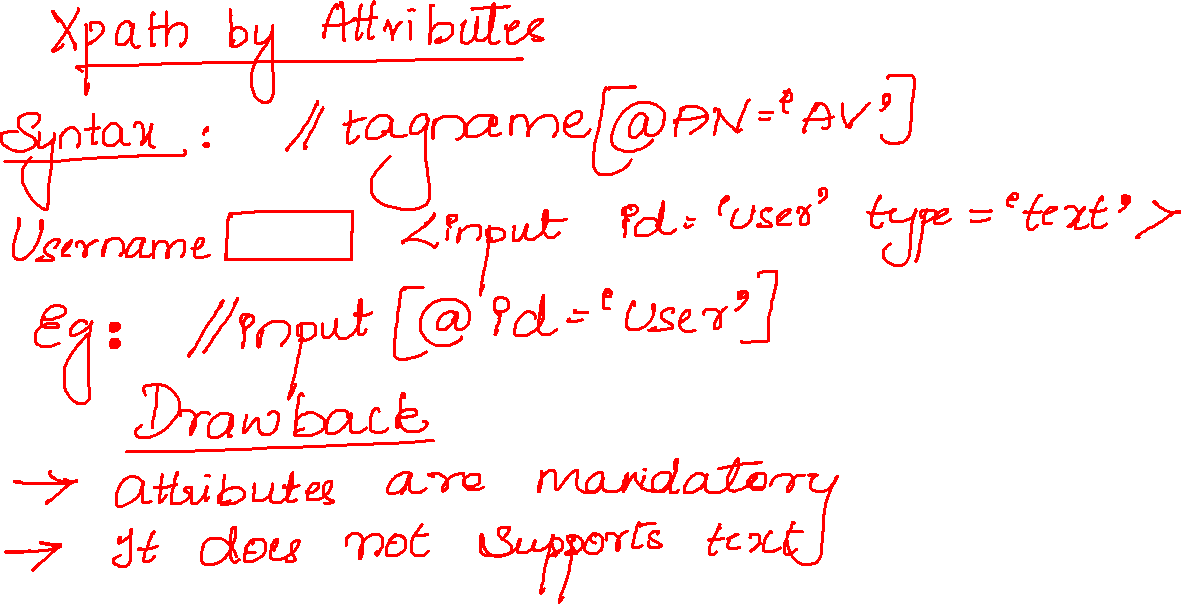 Xpath by Attributes
Syntax : // tagname[@AN='AV']
Username <input id='user' type='text'>
Eg: //input[@id='user']
Drawback
→ attributes are mandatory
→ It does not supports text